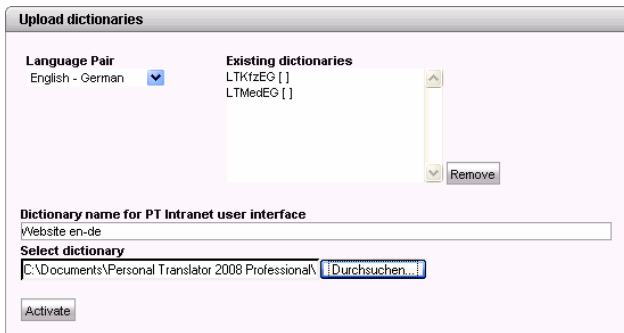 Upload dictionaries
Language Pair
English - German
Existing dictionaries
LTKfzEG [ ]
LTMedEG [ ]
Remove
Dictionary name for PT Intranet user interface
Website en-de
Select dictionary
C:\Documents\Personal Translator 2008 Professional\
Durchsuchen...
Activate